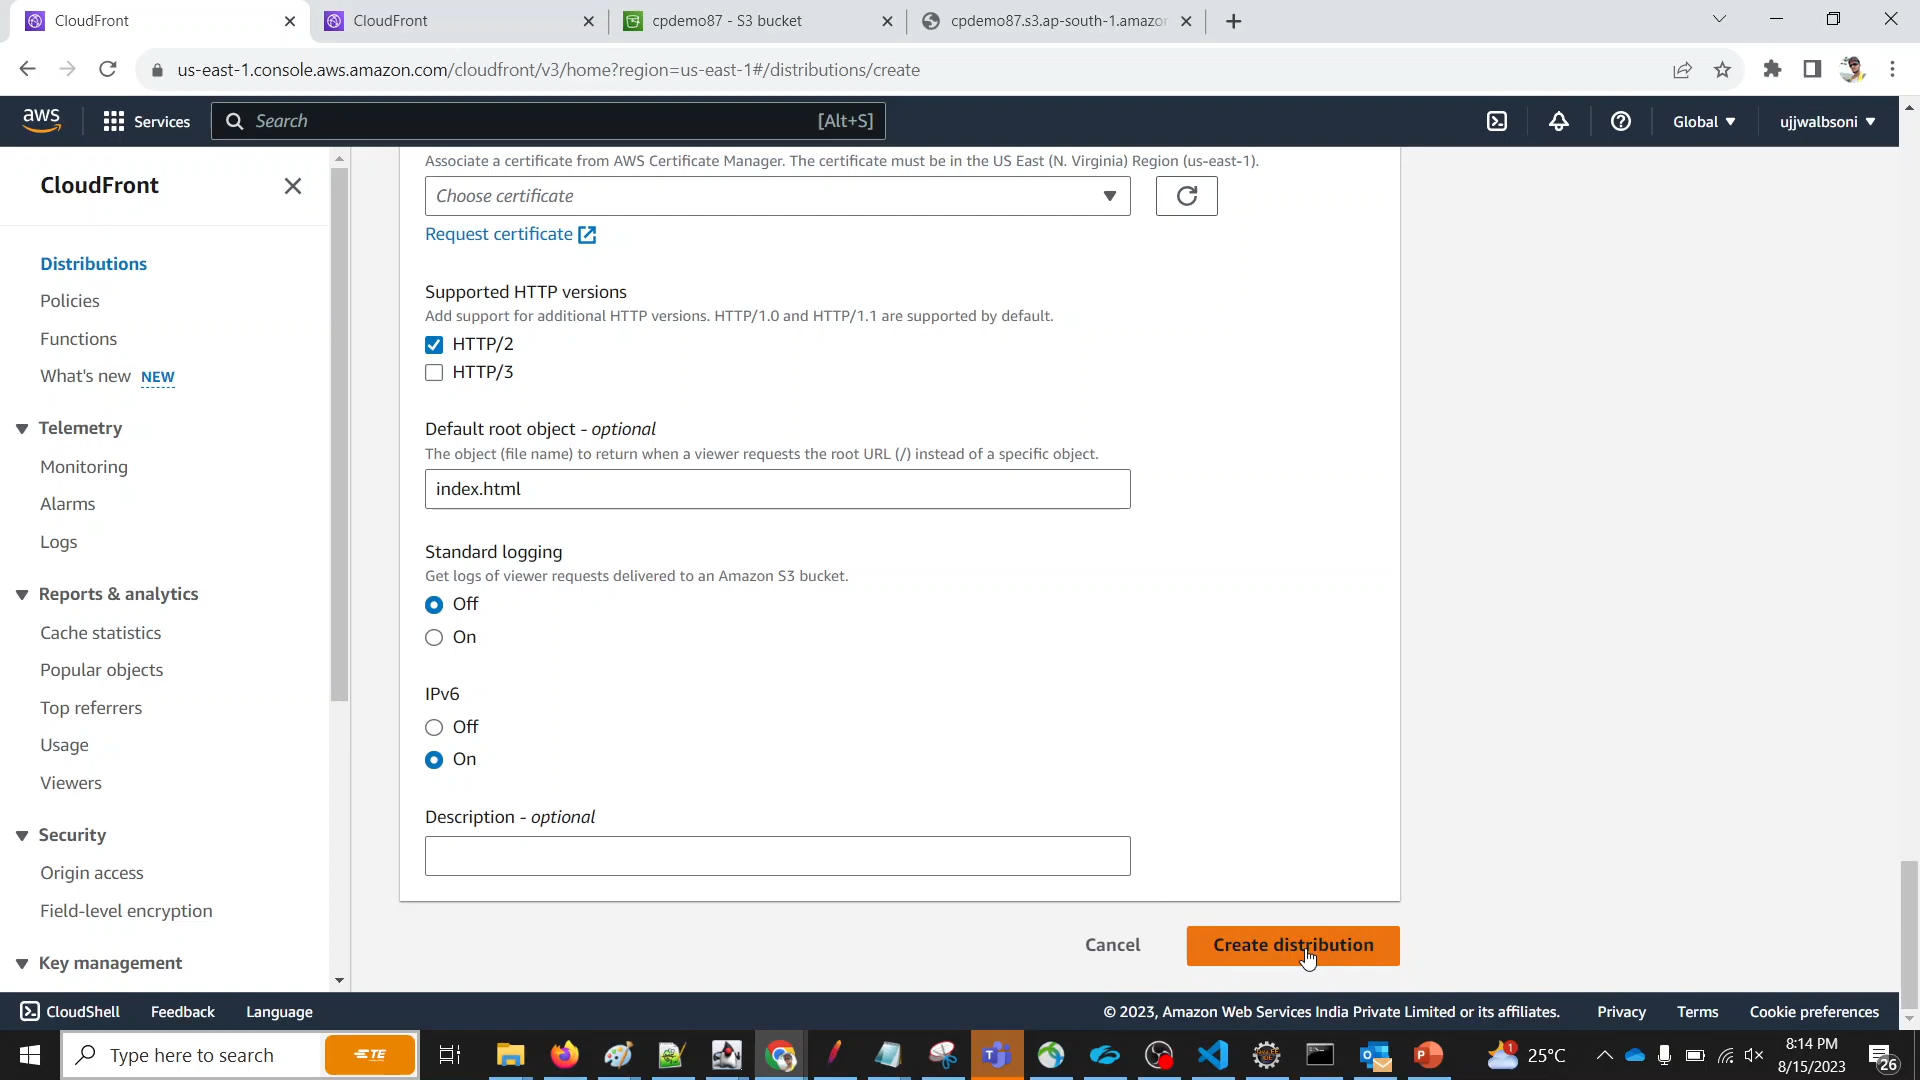 CloudFront
CloudFront
cpdemo87 - S3 bucket
cpdemo87.s3.ap-south-1.amazon
us-east-1.console.aws.amazon.com/cloudfront/v3/home?region=us-east-1#/distributions/create
aws
Services
Search
[Alt+S]
Global
ujjwalbsoni
CloudFront
Distributions
Policies
Functions
What's new NEW
Telemetry
Monitoring
Alarms
Logs
Reports & analytics
Cache statistics
Popular objects
Top referrers
Usage
Viewers
Security
Origin access
Field-level encryption
Key management
Associate a certificate from AWS Certificate Manager. The certificate must be in the US East (N. Virginia) Region (us-east-1).
Choose certificate
Request certificate
Supported HTTP versions
Add support for additional HTTP versions. HTTP/1.0 and HTTP/1.1 are supported by default.
HTTP/2
HTTP/3
Default root object - optional
The object (file name) to return when a viewer requests the root URL (/) instead of a specific object.
index.html
Standard logging
Get logs of viewer requests delivered to an Amazon S3 bucket.
Off
On
IPv6
Off
On
Description - optional
Cancel
Create distribution
CloudShell
Feedback
Language
© 2023, Amazon Web Services India Private Limited or its affiliates.
Privacy
Terms
Cookie preferences
Type here to search
1
25°C
8:14 PM
8/15/2023
26